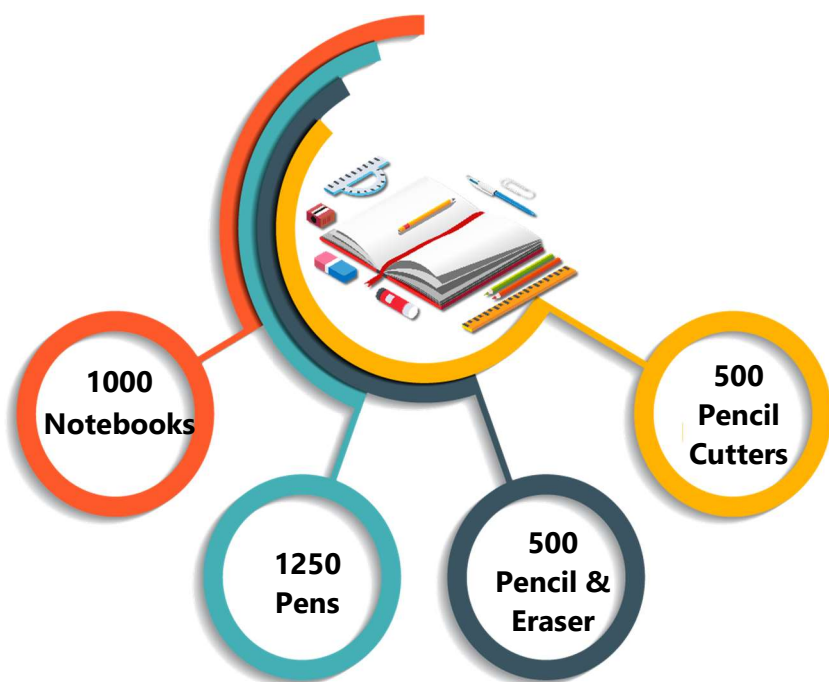 1000
Notebooks
1250
Pens
500
Pencil &
Eraser
500
Pencil
Cutters